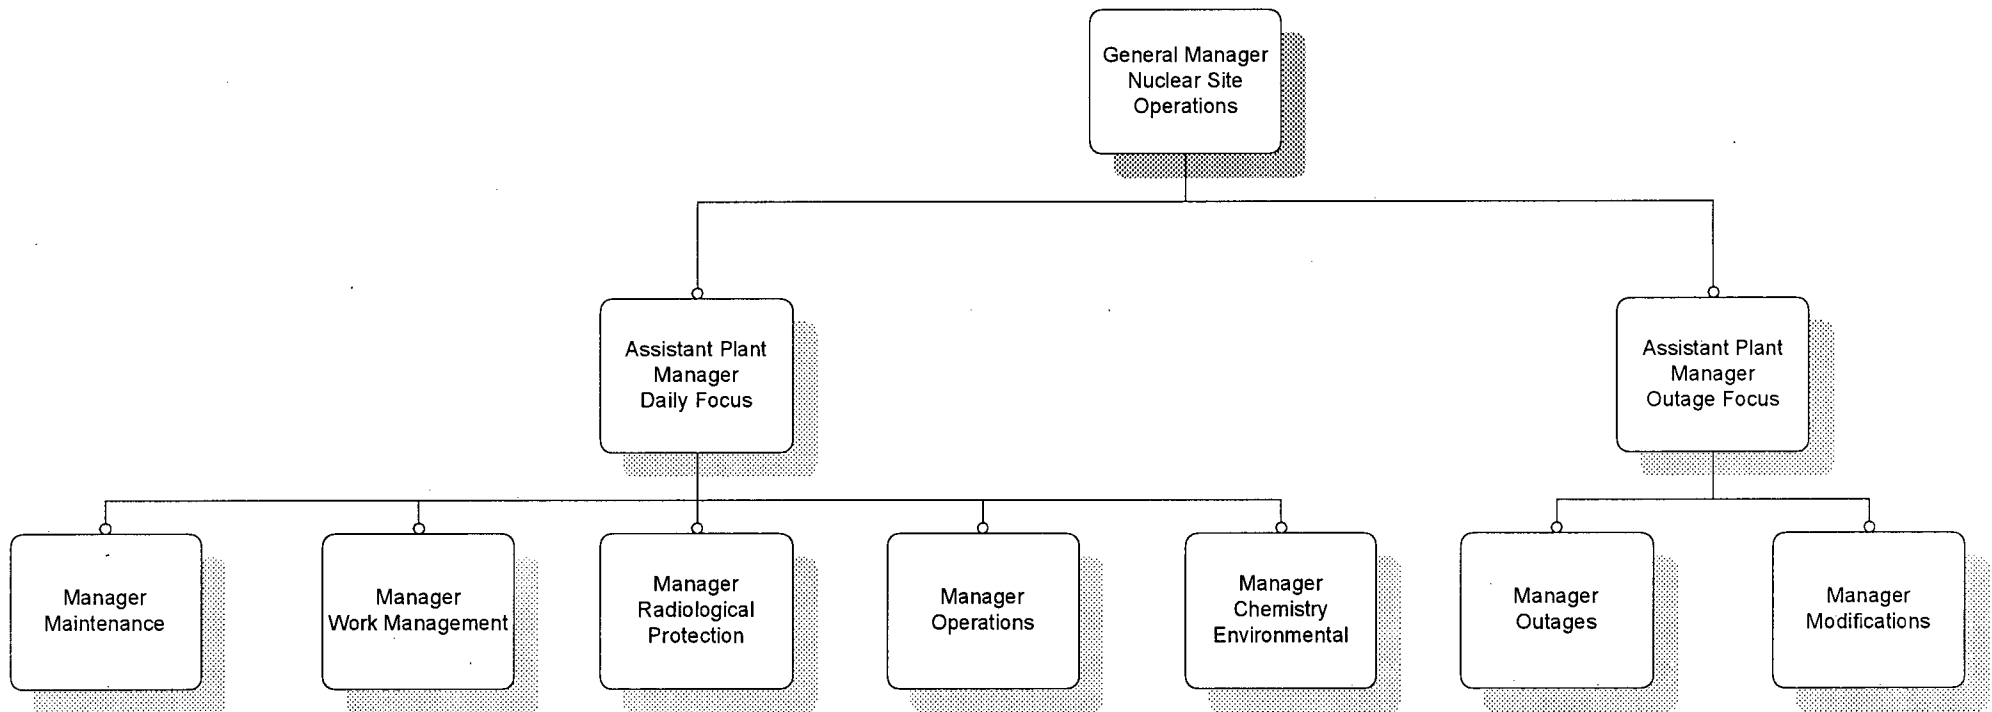 General Manager
Nuclear Site
Operations
Assistant Plant
Manager
Daily Focus
Assistant Plant
Manager
Outage Focus
Manager
Maintenance
Manager
Work Management
Manager
Radiological
Protection
Manager
Operations
Manager
Chemistry
Environmental
Manager
Outages
Manager
Modifications